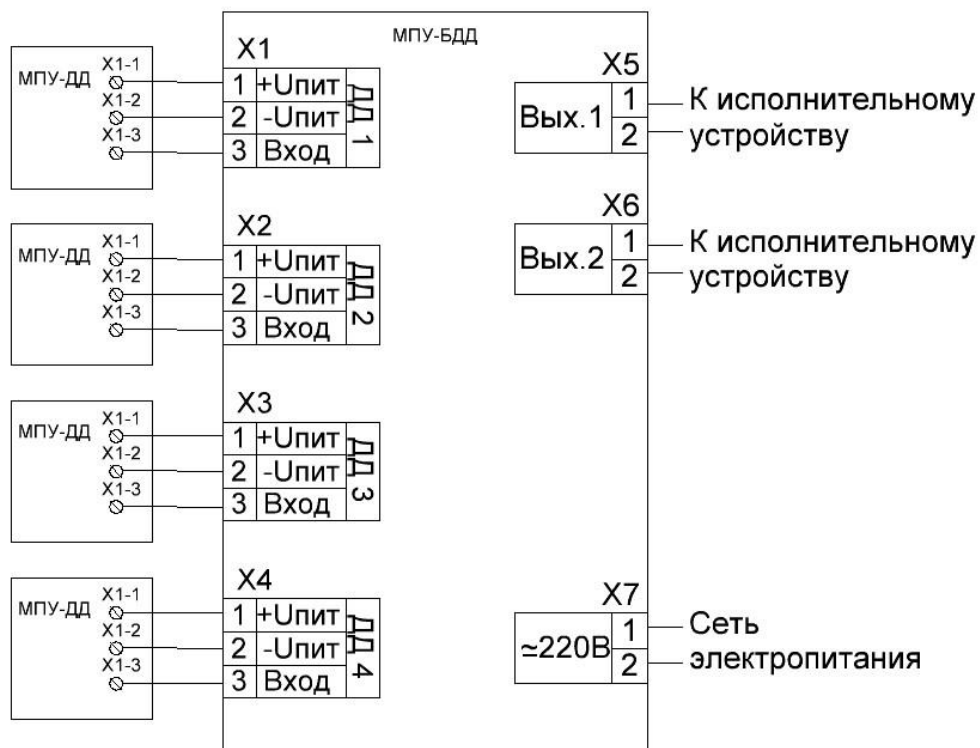 МПУ-БДД
МПУ-ДД
X1-1
X1-2
X1-3
X1
1 +Uпит
2 -Uпит
3 Вход
ДД 1
МПУ-ДД
X1-1
X1-2
X1-3
X2
1 +Uпит
2 -Uпит
3 Вход
ДД 2
МПУ-ДД
X1-1
X1-2
X1-3
X3
1 +Uпит
2 -Uпит
3 Вход
ДД 3
МПУ-ДД
X1-1
X1-2
X1-3
X4
1 +Uпит
2 -Uпит
3 Вход
ДД 4
X5
Вых.1
1
2
К исполнительному
устройству
X6
Вых.2
1
2
К исполнительному
устройству
X7
≃220В
1
2
Сеть
электропитания